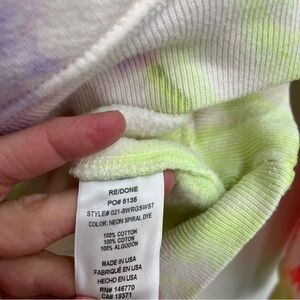 RE/DONE
PO# 5135
STYLE# 021-8WRGSWST
COLOR: NEON SPIRAL DYE
100% COTTON
100% COTON
100% ALGODON
MADE IN USA
FABRIQUÉ EN USA
HECHO EN USA
RN# 146770
CA# 19371